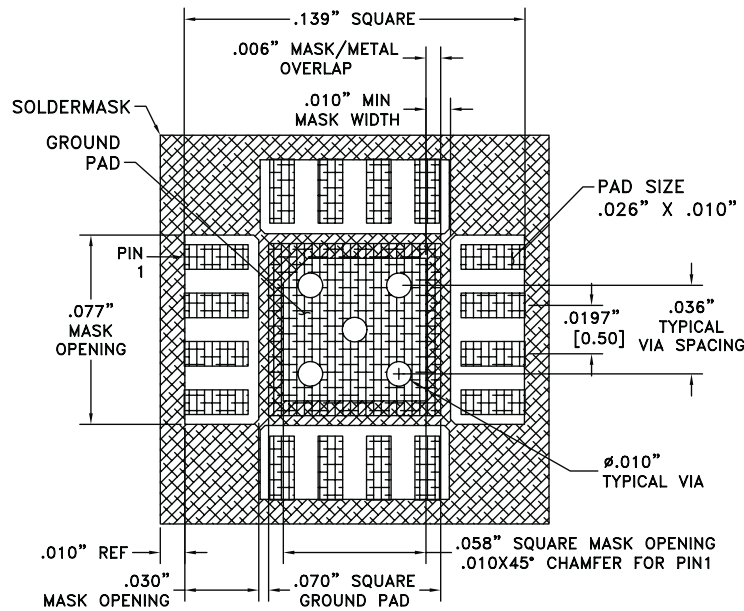 .139" SQUARE
.006" MASK/METAL
OVERLAP
.010" MIN
MASK WIDTH
SOLDERMASK
GROUND
PAD
PAD SIZE
.026" X .010"
PIN
1
.077"
MASK
OPENING
.0197"
[0.50]
.036"
TYPICAL
VIA SPACING
ø.010"
TYPICAL VIA
.010" REF
.058" SQUARE MASK OPENING
.010X45° CHAMFER FOR PIN1
.030"
MASK OPENING
.070" SQUARE
GROUND PAD